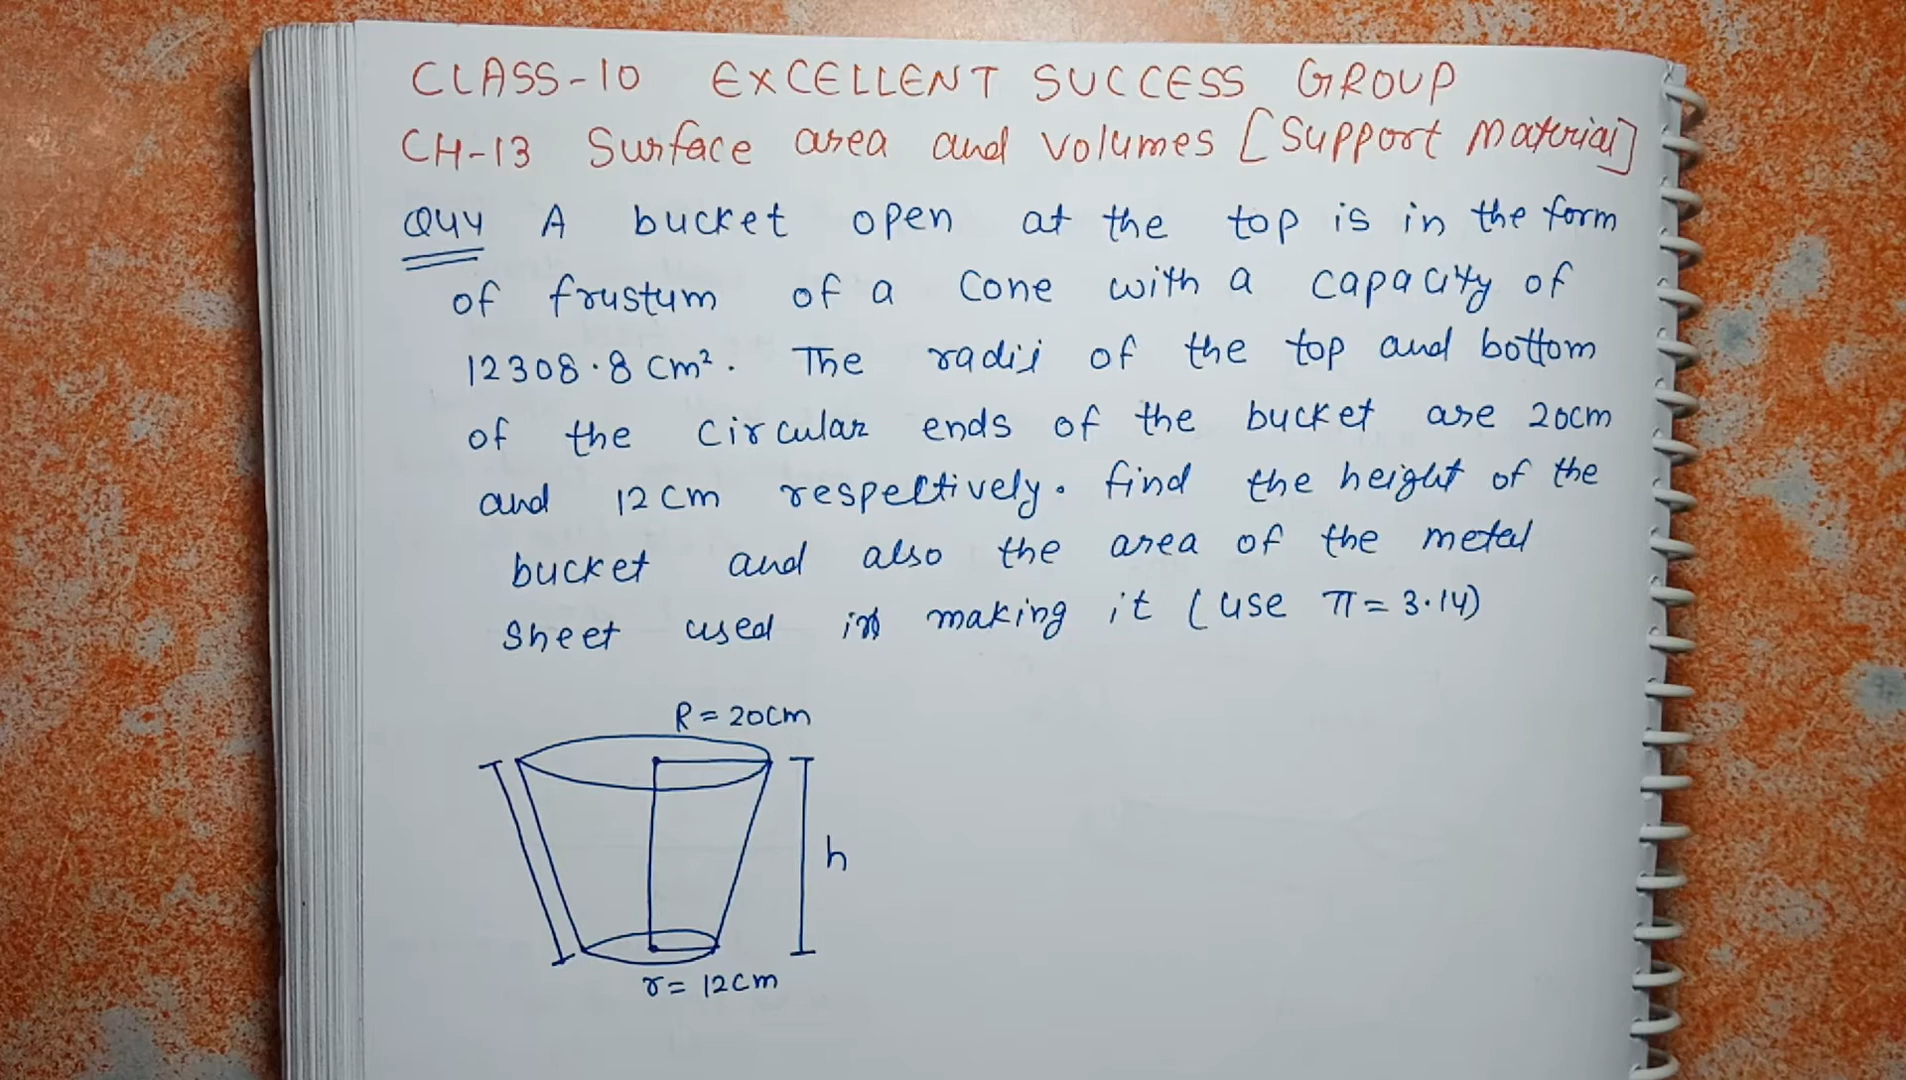 CLASS-10 EXCELLENT SUCCESS GROUP
CH-13 Surface area and volumes [Support Material]
Q44 A bucket open at the top is in the form
of frustum of a cone with a capacity of
12308.8 cm². The radii of the top and bottom
of the circular ends of the bucket are 20cm
and 12cm respectively. find the height of the
bucket and also the area of the metal
sheet used in making it (use π = 3.14)
R = 20cm
h
r = 12cm